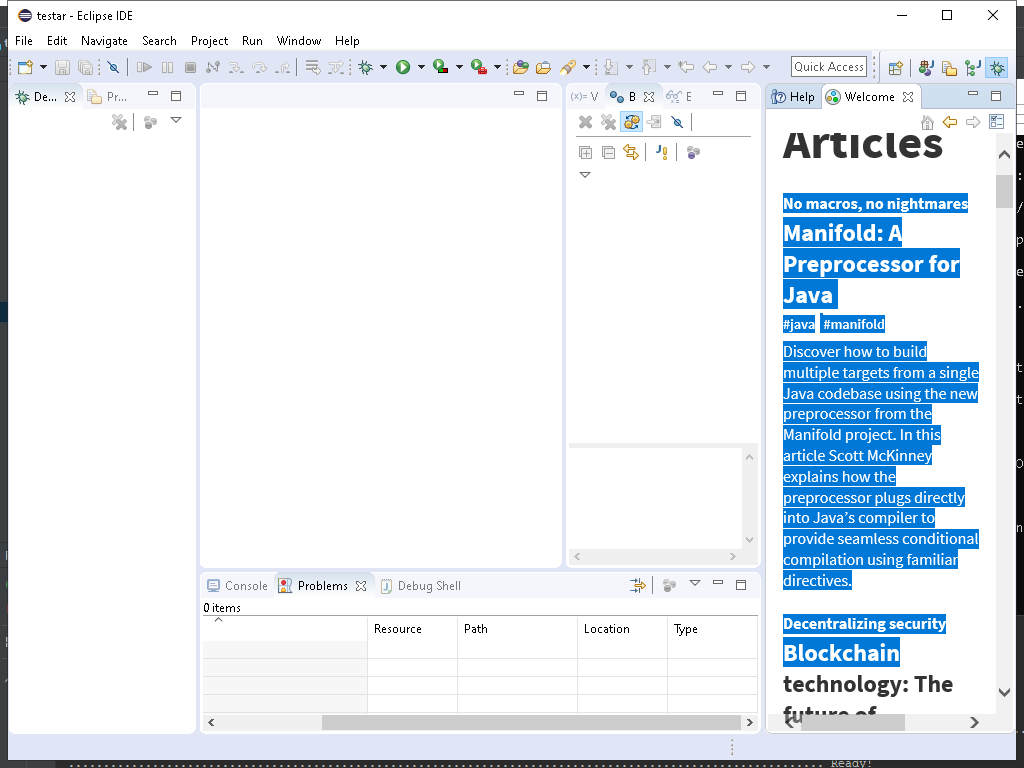 testar - Eclipse IDE
File Edit Navigate Search Project Run Window Help
Quick Access
De...
Pr...
(x)= V
B
E
Help
Welcome
Articles
No macros, no nightmares
Manifold: A
Preprocessor for
Java
#java #manifold
Discover how to build
multiple targets from a single
Java codebase using the new
preprocessor from the
Manifold project. In this
article Scott McKinney
explains how the
preprocessor plugs directly
into Java’s compiler to
provide seamless conditional
compilation using familiar
directives.
Decentralizing security
Blockchain
technology: The
future of
Console
Problems
Debug Shell
0 items
Resource Path Location Type
Ready!